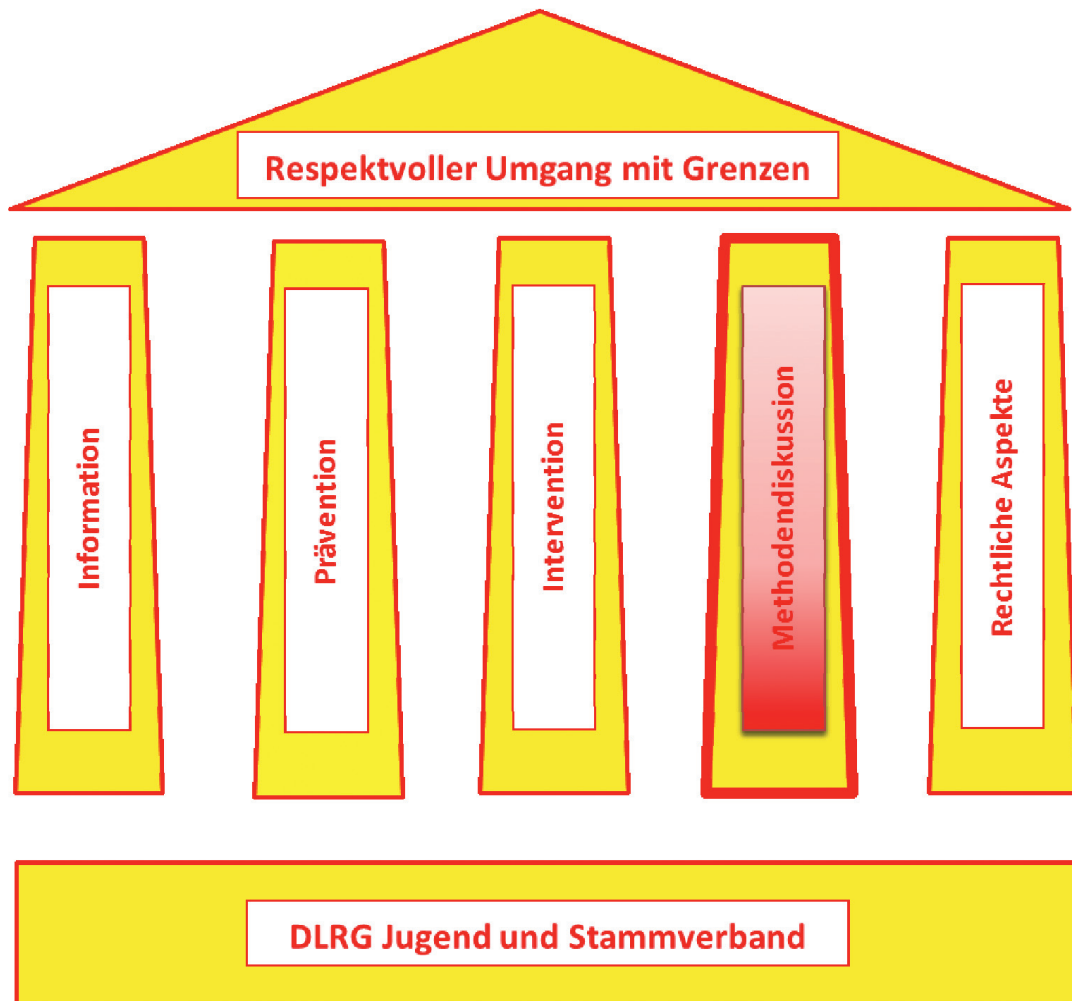 Respektvoller Umgang mit Grenzen
Information
Prävention
Intervention
Methodendiskussion
Rechtliche Aspekte
DLRG Jugend und Stammverband